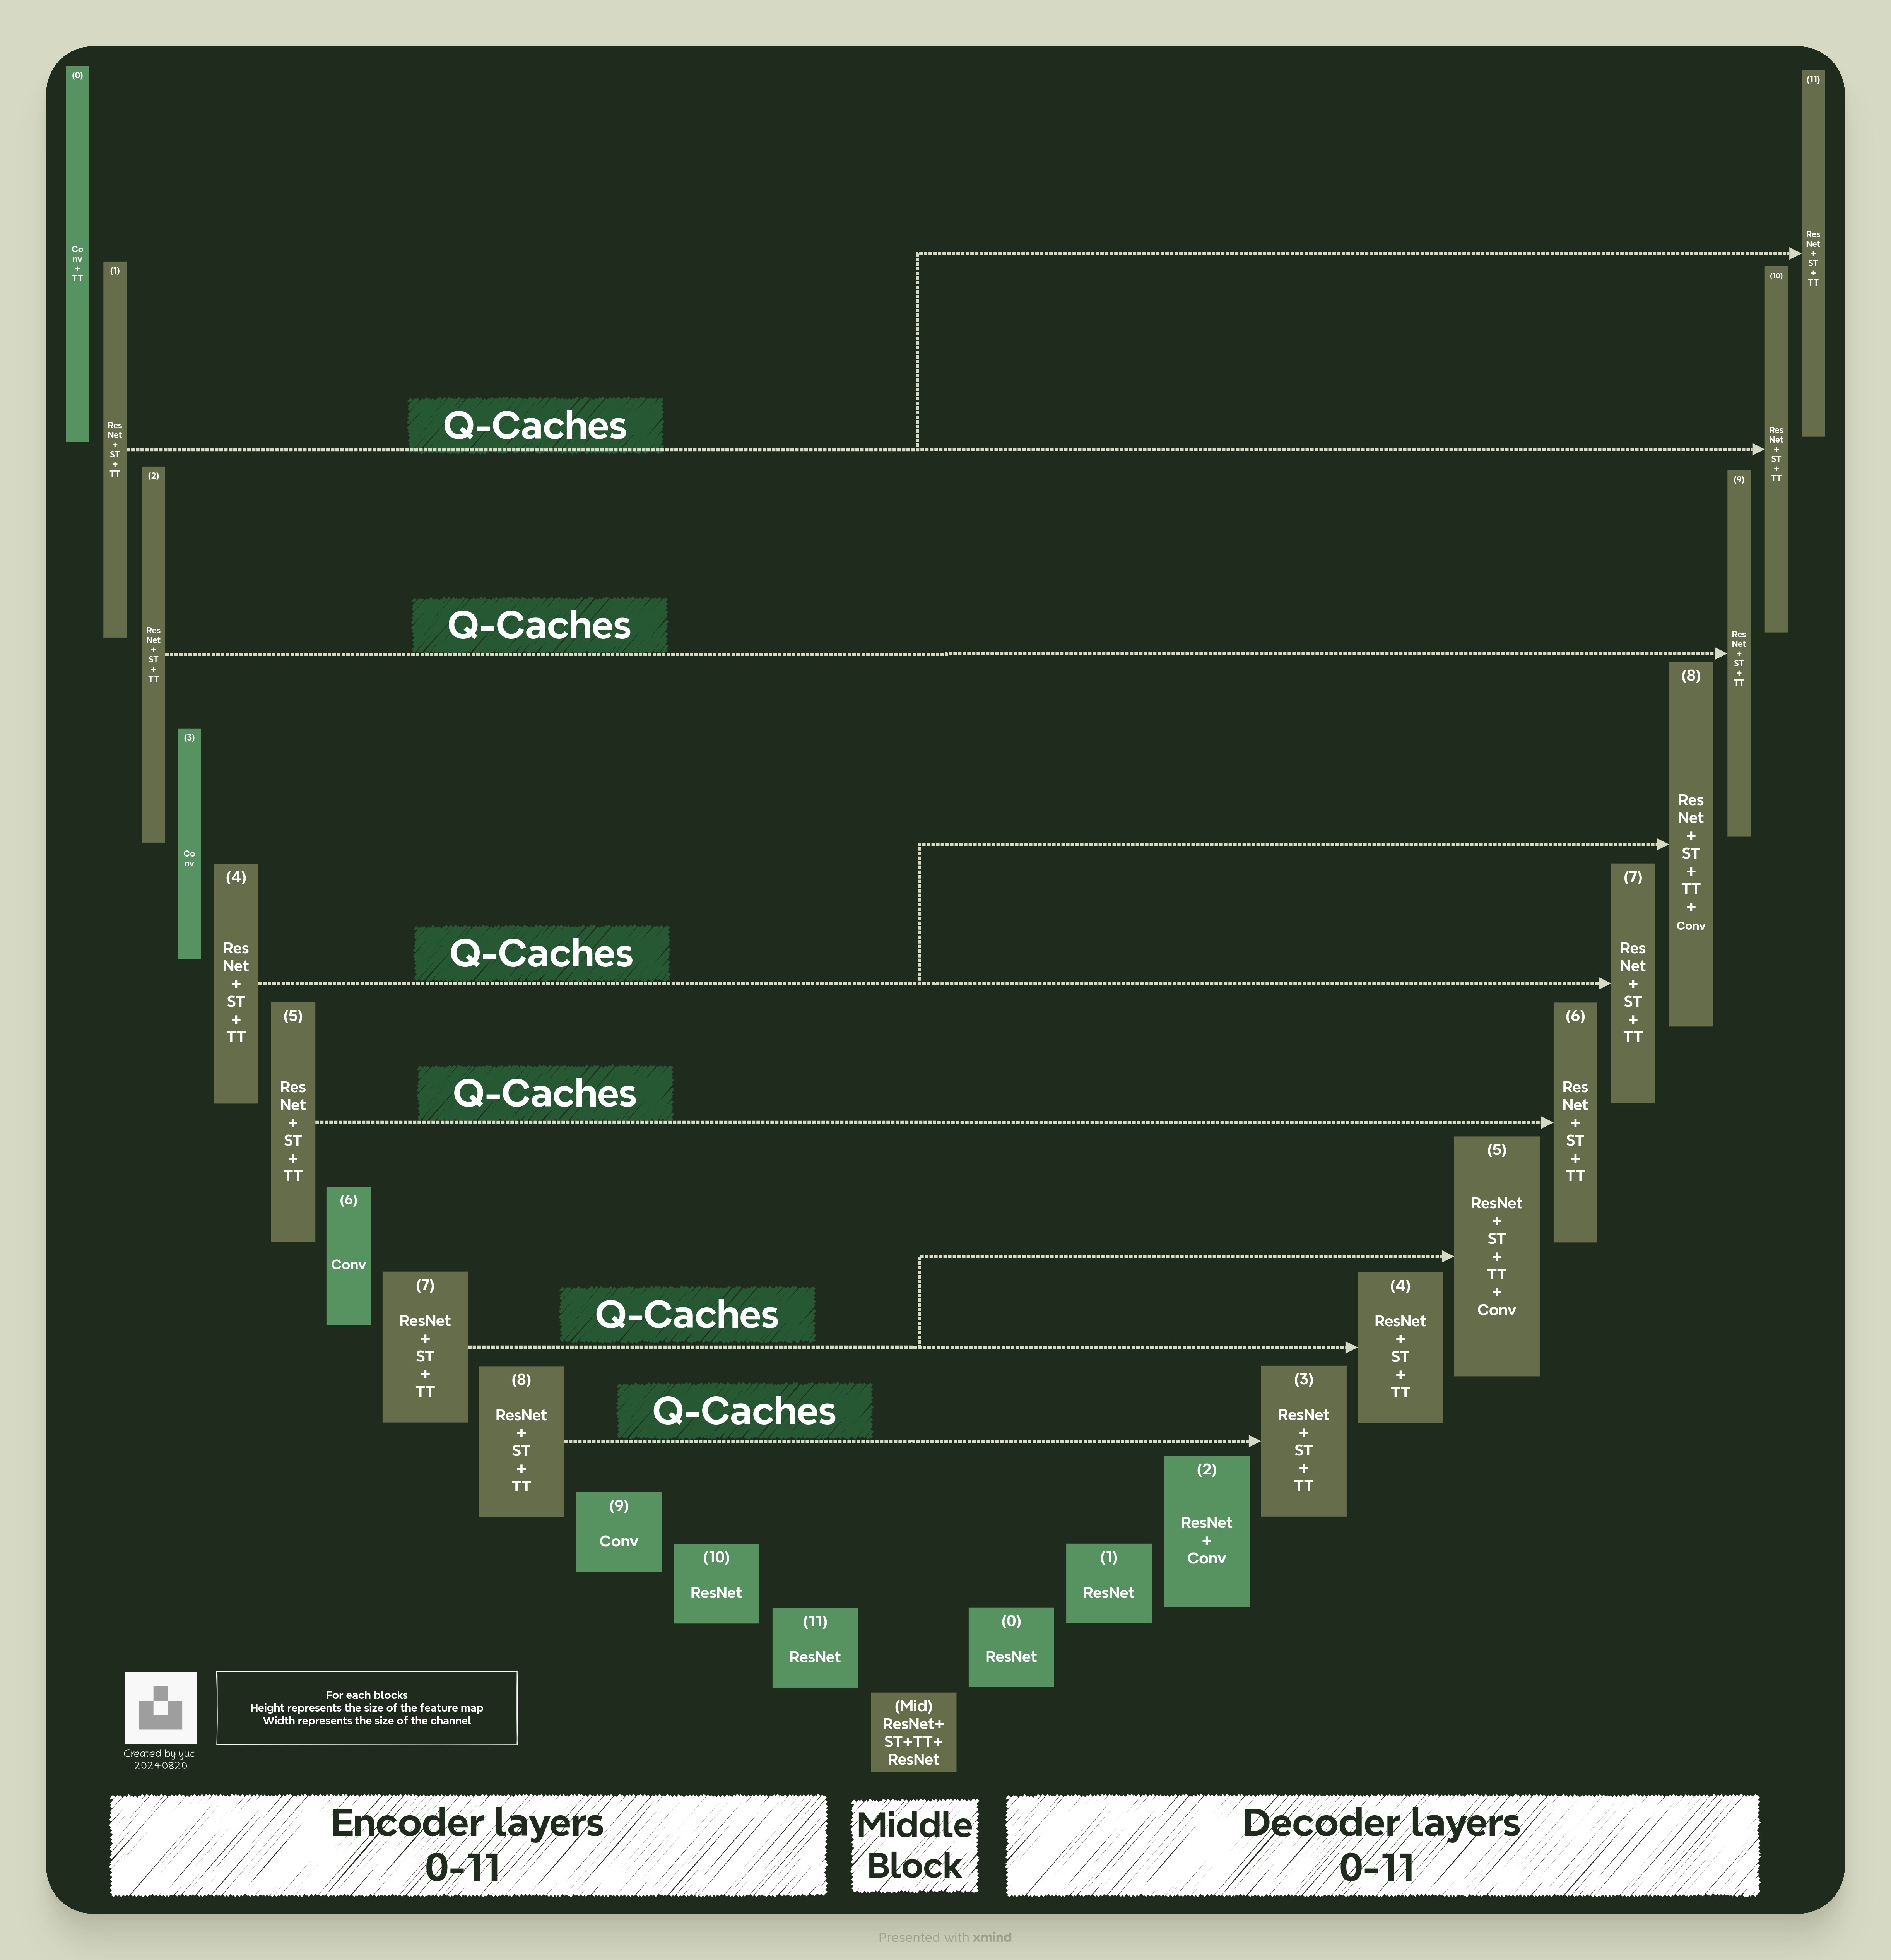 (0)
Co
nv
+
TT
(1)
Res
Net
+
ST
+
TT
(2)
Res
Net
+
ST
+
TT
(3)
Co
nv
(4)
Res
Net
+
ST
+
TT
(5)
Res
Net
+
ST
+
TT
(6)
Conv
(7)
ResNet
+
ST
+
TT
(8)
ResNet
+
ST
+
TT
(9)
Conv
(10)
ResNet
(11)
ResNet
Q-Caches
Q-Caches
Q-Caches
Q-Caches
Q-Caches
Q-Caches
(Mid)
ResNet+
ST+TT+
ResNet
(0)
ResNet
(1)
ResNet
(2)
ResNet
+
Conv
(3)
ResNet
+
ST
+
TT
(4)
ResNet
+
ST
+
TT
(5)
ResNet
+
ST
+
TT
+
Conv
(6)
Res
Net
+
ST
+
TT
(7)
Res
Net
+
ST
+
TT
(8)
Res
Net
+
ST
+
TT
+
Conv
(9)
Res
Net
+
ST
+
TT
(10)
Res
Net
+
ST
+
TT
(11)
Res
Net
+
ST
+
TT
Created by yuc
20240820
For each blocks
Height represents the size of the feature map
Width represents the size of the channel
Encoder layers
0-11
Middle
Block
Decoder layers
0-11
Presented with xmind